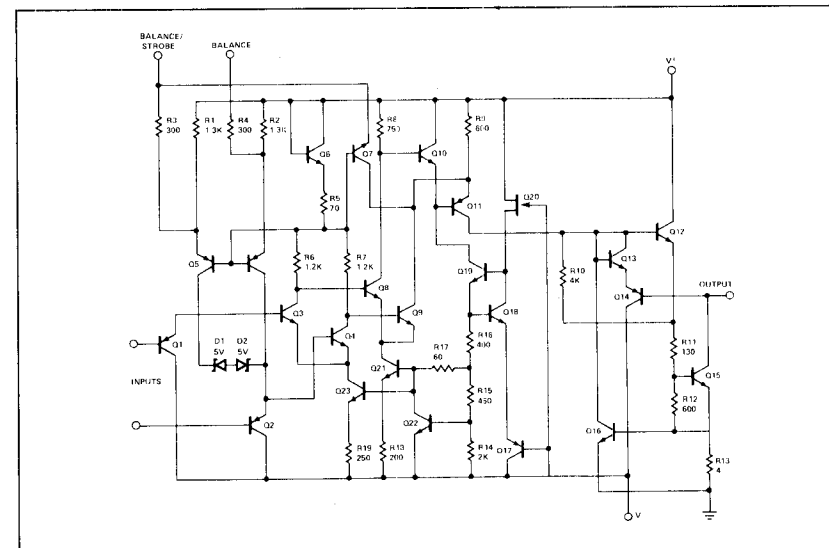 BALANCE/
STROBE
BALANCE
V+
R3
300
R1
1.3K
R4
300
R2
1.3K
Q6
Q7
R8
750
Q10
R9
600
R5
70
Q11
Q20
Q12
Q5
R6
1.2K
R7
1.2K
Q8
Q19
R10
4K
Q13
Q14
OUTPUT
Q1
D1
5V
D2
5V
Q3
Q4
Q9
Q18
R16
400
R11
130
R17
60
Q15
INPUTS
Q21
R12
600
Q23
R15
450
Q2
Q22
Q16
R19
250
R13
200
R14
2K
Q17
R13
4
V